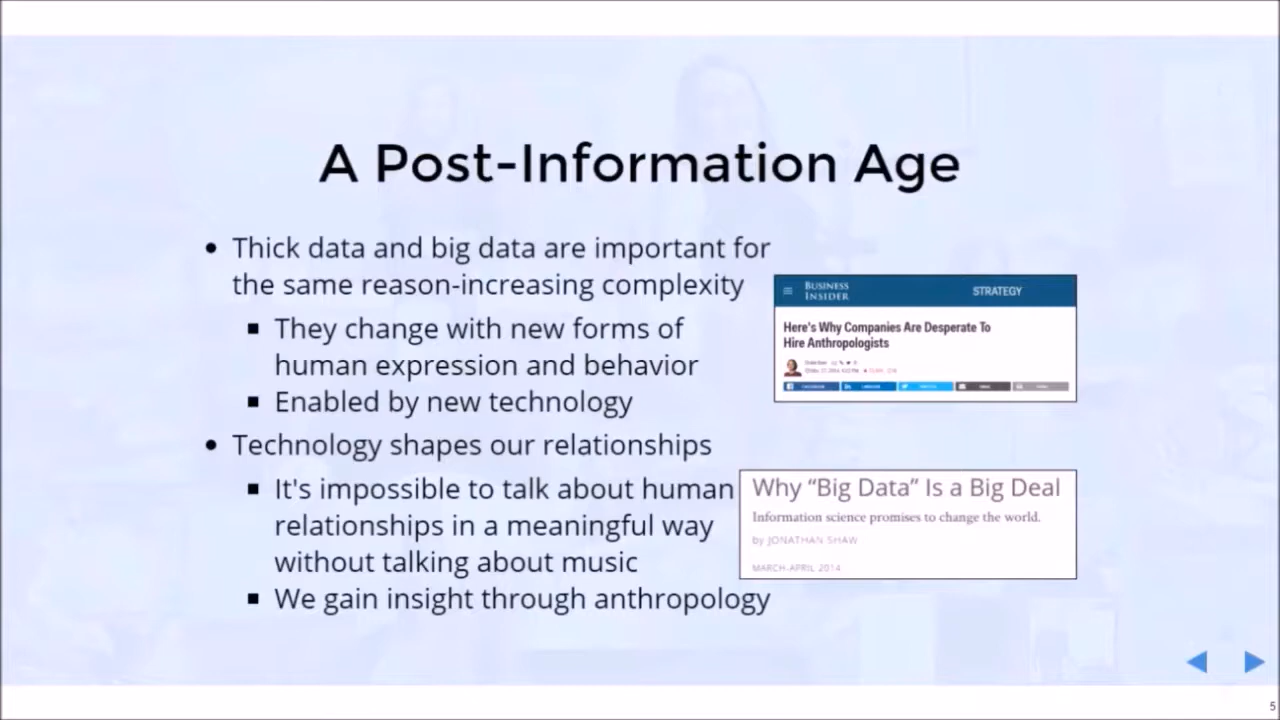 A Post-Information Age
Thick data and big data are important for
the same reason-increasing complexity
They change with new forms of
human expression and behavior
Enabled by new technology
Technology shapes our relationships
It's impossible to talk about human
relationships in a meaningful way
without talking about music
We gain insight through anthropology
BUSINESS
INSIDER
STRATEGY
Here's Why Companies Are Desperate To
Hire Anthropologists
Why “Big Data” Is a Big Deal
Information science promises to change the world.
by JONATHAN SHAW
MARCH-APRIL 2014
5